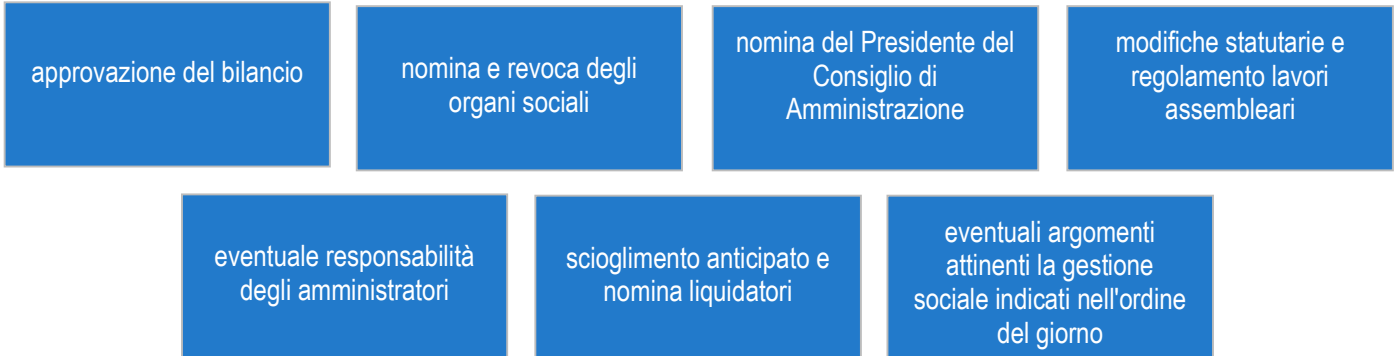 approvazione del bilancio
nomina e revoca degli
organi sociali
nomina del Presidente del
Consiglio di
Amministrazione
modifiche statutarie e
regolamento lavori
assembleari
eventuale responsabilità
degli amministratori
scioglimento anticipato e
nomina liquidatori
eventuali argomenti
attinenti la gestione
sociale indicati nell'ordine
del giorno